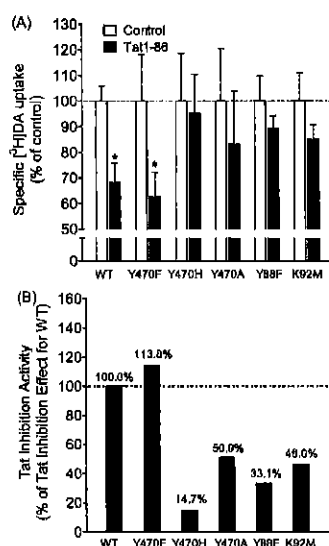 (A)
Control
Tat1-86
Specific [³H]DA uptake
(% of control)
130
120
110
100
90
80
70
60
50
0
*
*
WT Y470F Y470H Y470A Y88F K92M
(B)
Tat Inhibition Activity
(% of Tat Inhibition Effect for WT)
160
140
120
100
80
60
40
20
0
100.0%
113.8%
14.7%
50.0%
33.1%
46.0%
WT Y470F Y470H Y470A Y88F K92M